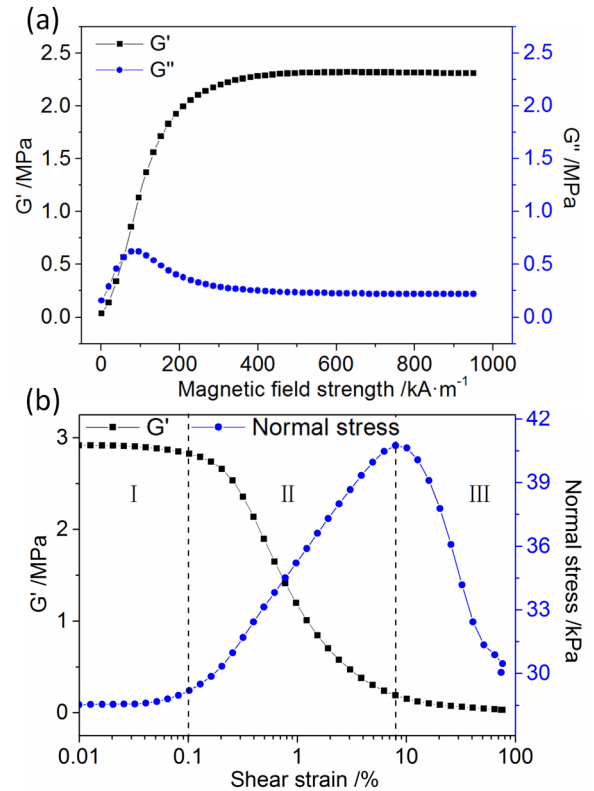 (a)
G'
G''
2.5
2.0
1.5
1.0
0.5
0.0
G' /MPa
2.5
2.0
1.5
1.0
0.5
0.0
G'' /MPa
0 200 400 600 800 1000
Magnetic field strength /kA·m⁻¹
(b)
G' Normal stress
3
2
1
0
G' /MPa
I II III
42
39
36
33
30
Normal stress /kPa
0.01 0.1 1 10 100
Shear strain /%